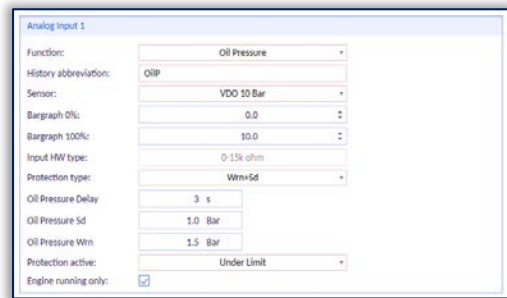 Analog Input 1
Function: Oil Pressure
History abbreviation: OilP
Sensor: VDO 10 Bar
Bargraph 0%: 0.0
Bargraph 100%: 10.0
Input HW type: 0-15k ohm
Protection type: Wrn+Sd
Oil Pressure Delay 3 s
Oil Pressure Sd 1.0 Bar
Oil Pressure Wrn 1.5 Bar
Protection active: Under Limit
Engine running only: